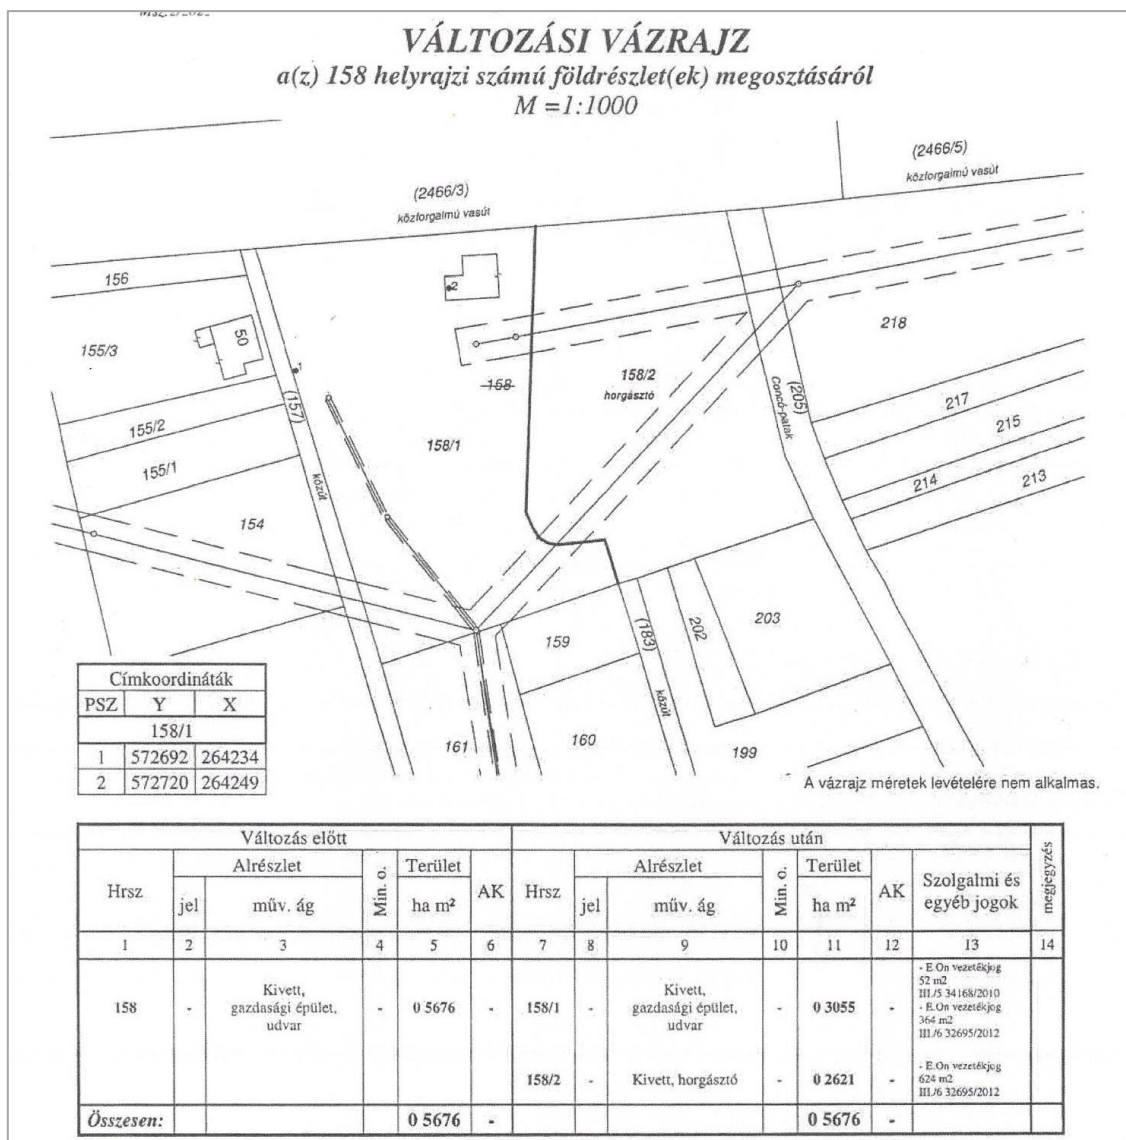 VÁLTOZÁSI VÁZRAJZ
a(z) 158 helyrajzi számú földrészlet(ek) megosztásáról
M =1:1000
(2466/3)
közforgalmú vasút
(2466/5)
közforgalmú vasút
156
155/3
50
155/2
155/1
154
(157)
közút
1
2
158
158/1
158/2
horgásztó
(205)
Concó-patak
218
217
215
214
213
159
160
161
(183)
közút
202
203
199
Címkoordináták
PSZ Y X
158/1
1 572692 264234
2 572720 264249
A vázrajz méretek levételére nem alkalmas.
Változás előtt Változás után megjegyzés
Hrsz Alrészlet Min. o. Terület AK Hrsz Alrészlet Min. o. Terület AK Szolgalmi és egyéb jogok
jel műv. ág ha m² jel műv. ág ha m²
1 2 3 4 5 6 7 8 9 10 11 12 13 14
158 - Kivett, gazdasági épület, udvar - 0 5676 - 158/1 - Kivett, gazdasági épület, udvar - 0 3055 -
- E.On vezetékjog
52 m2
III./5 34168/2010
- E.On vezetékjog
364 m2
III./6 32695/2012
158/2 - Kivett, horgásztó - 0 2621 -
- E.On vezetékjog
624 m2
III./6 32695/2012
Összesen: 0 5676 - 0 5676 -